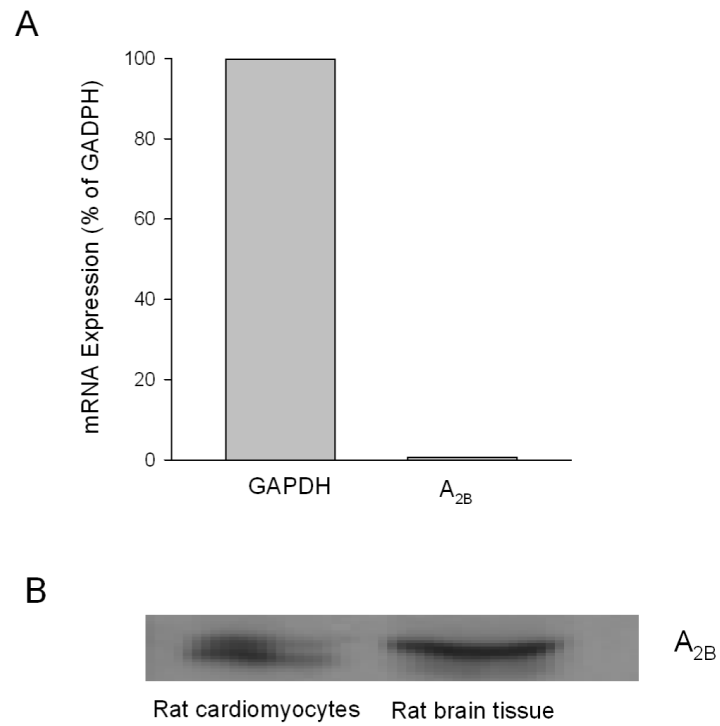 A
mRNA Expression (% of GADPH)
100
80
60
40
20
0
GAPDH A2B
B
A2B
Rat cardiomyocytes Rat brain tissue